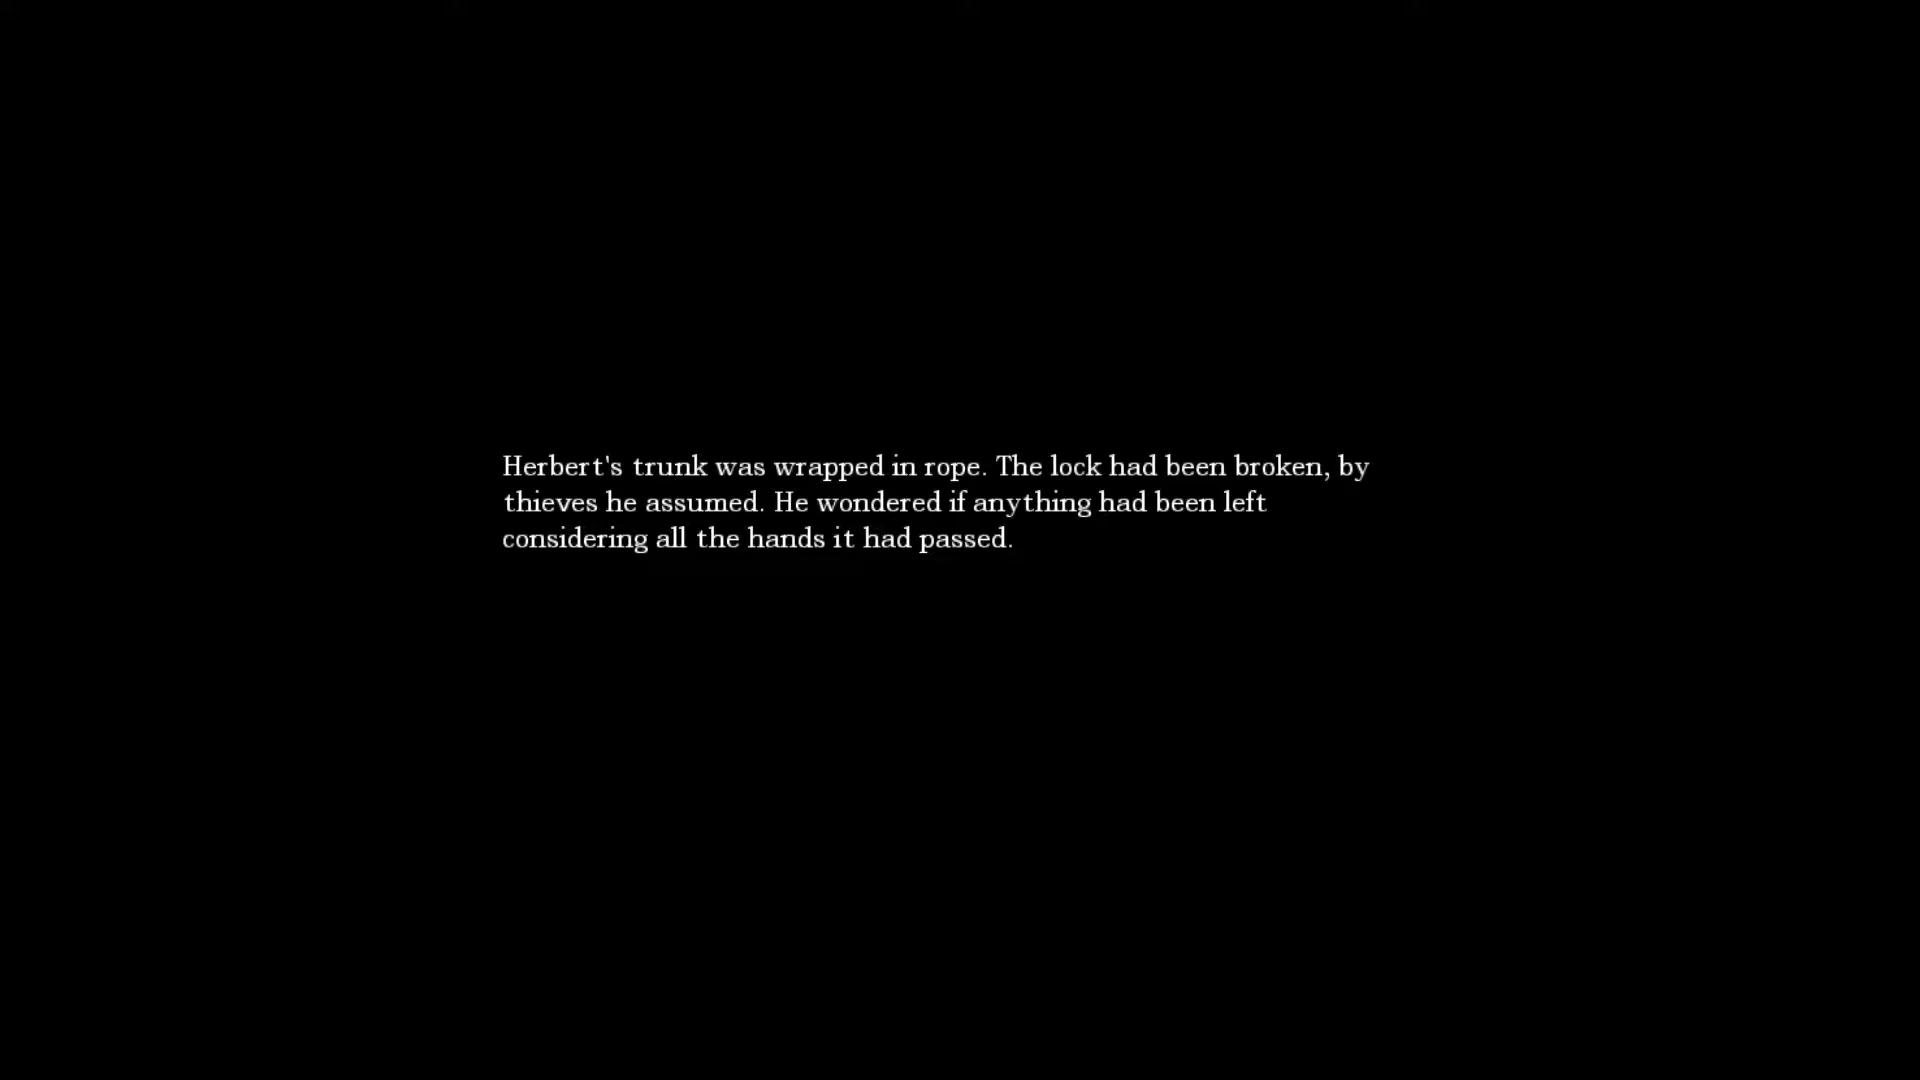 Herbert's trunk was wrapped in rope. The lock had been broken, by
thieves he assumed. He wondered if anything had been left
considering all the hands it had passed.